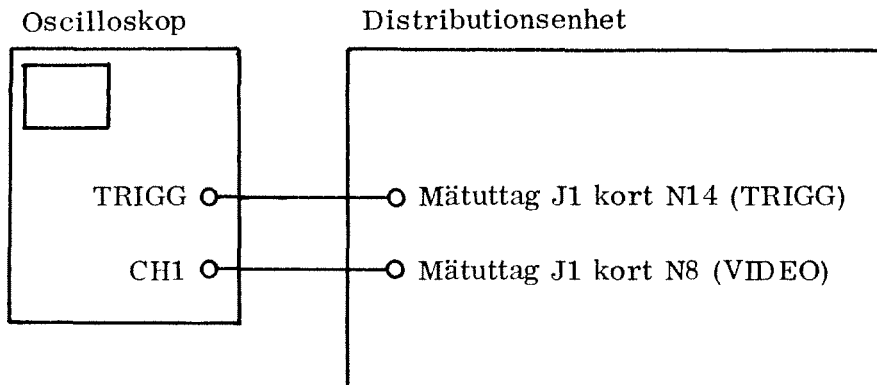 Oscilloskop
Distributionsenhet
TRIGG
Mätuttag J1 kort N14 (TRIGG)
CH1
Mätuttag J1 kort N8 (VIDEO)